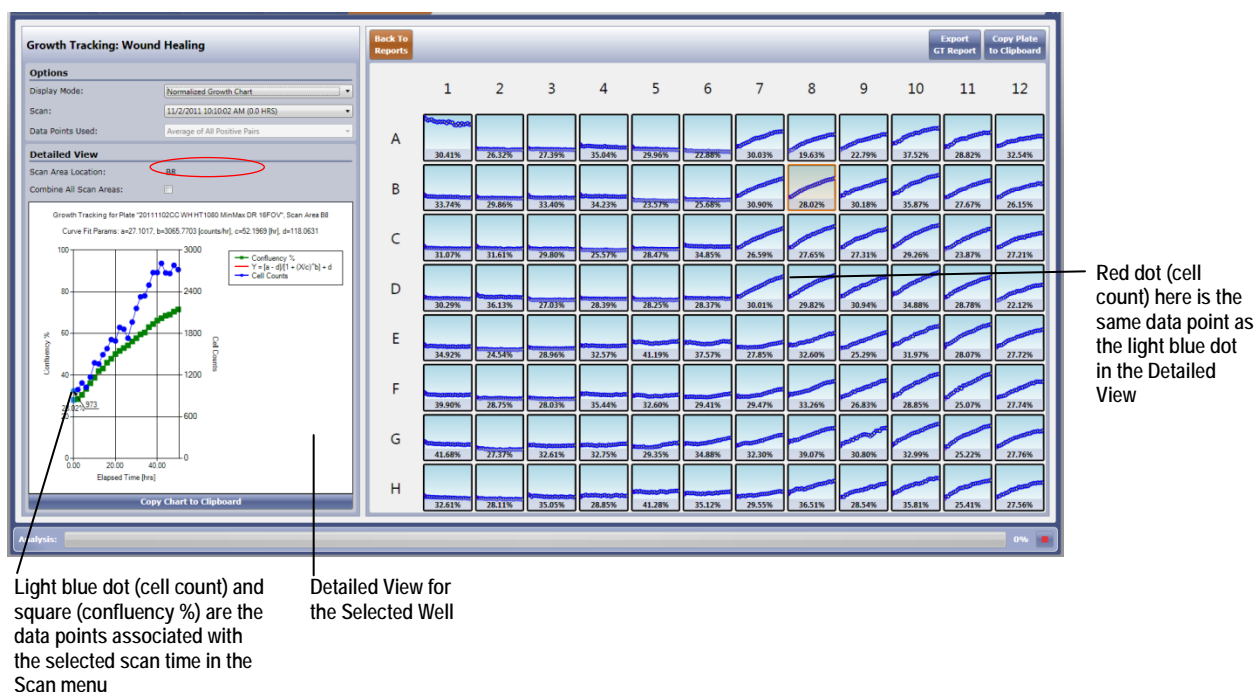 Growth Tracking: Wound Healing
Options
Display Mode: Normalized Growth Chart
Scan: 11/2/2011 10:10:02 AM (0.0 HRS)
Data Points Used: Average of All Positive Pairs
Detailed View
Scan Area Location: B8
Combine All Scan Areas:
Growth Tracking for Plate "20111102CC WH HT1080 MinMax DR 16FOV", Scan Area B8
Curve Fit Params: a=27.1017, b=3065.7703 [counts/hr], c=52.1969 [hr], d=118.0631
Confluency %
Y = [a - d]/[1 + (X/c)^b] + d
Cell Counts
100 3000
80 2400
60 1800
40 1200
973
20 600
0 0
Confluency %
Cell Counts
0.00 20.00 40.00
Elapsed Time [hrs]
Copy Chart to Clipboard
Back To
Reports
Export
GT Report
Copy Plate
to Clipboard
1 2 3 4 5 6 7 8 9 10 11 12
A
30.41% 26.32% 27.39% 35.04% 29.96% 22.88% 30.03% 19.63% 22.79% 37.52% 28.82% 32.54%
B
33.74% 29.86% 33.40% 34.23% 23.57% 25.68% 30.90% 28.02% 30.18% 35.87% 27.67% 26.15%
C
31.07% 31.61% 29.80% 25.57% 28.47% 34.85% 26.59% 27.65% 27.31% 29.26% 23.87% 27.21%
D
30.29% 36.13% 27.03% 28.39% 28.25% 28.37% 30.01% 29.82% 30.94% 34.88% 28.78% 22.12%
E
34.92% 24.54% 28.96% 32.57% 41.19% 37.57% 27.85% 32.60% 25.29% 31.97% 28.07% 27.72%
F
39.90% 28.75% 28.03% 35.44% 32.60% 29.41% 29.47% 33.26% 26.83% 28.85% 25.07% 27.74%
G
41.68% 27.37% 32.61% 32.75% 29.35% 34.88% 32.30% 39.07% 30.80% 32.99% 25.22% 27.76%
H
32.61% 28.11% 35.05% 28.85% 41.28% 35.12% 29.55% 36.51% 28.54% 35.81% 25.41% 27.56%
Analysis: 0%
Red dot (cell
count) here is the
same data point as
the light blue dot
in the Detailed
View
Light blue dot (cell count) and
square (confluency %) are the
data points associated with
the selected scan time in the
Scan menu
Detailed View for
the Selected Well